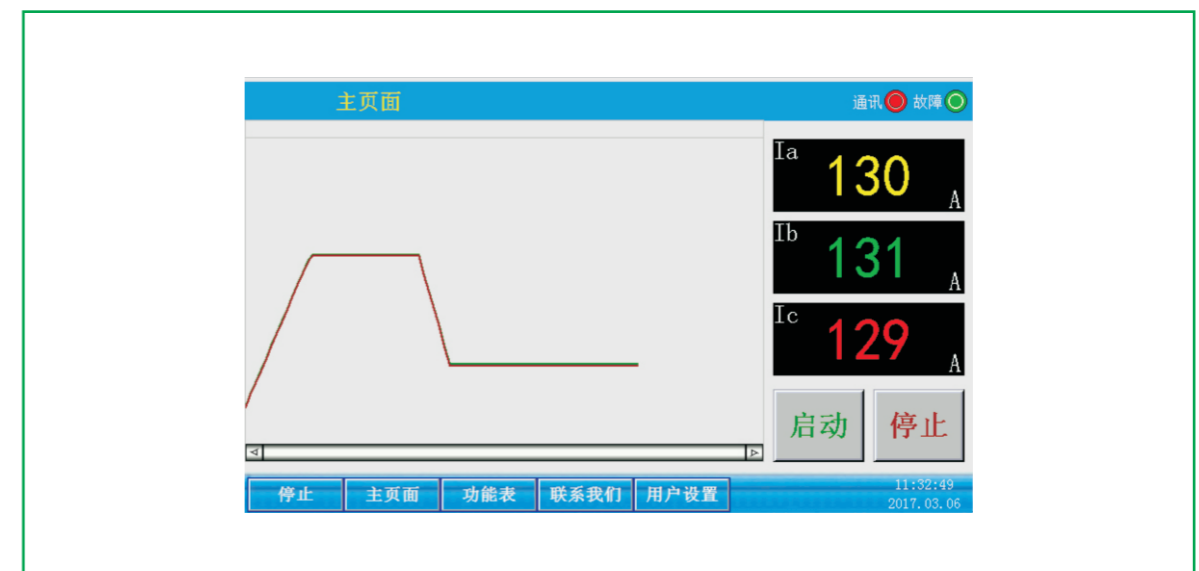 主页面
通讯 故障
Ia 130 A
Ib 131 A
Ic 129 A
启动 停止
停止 主页面 功能表 联系我们 用户设置
11:32:49
2017.03.06